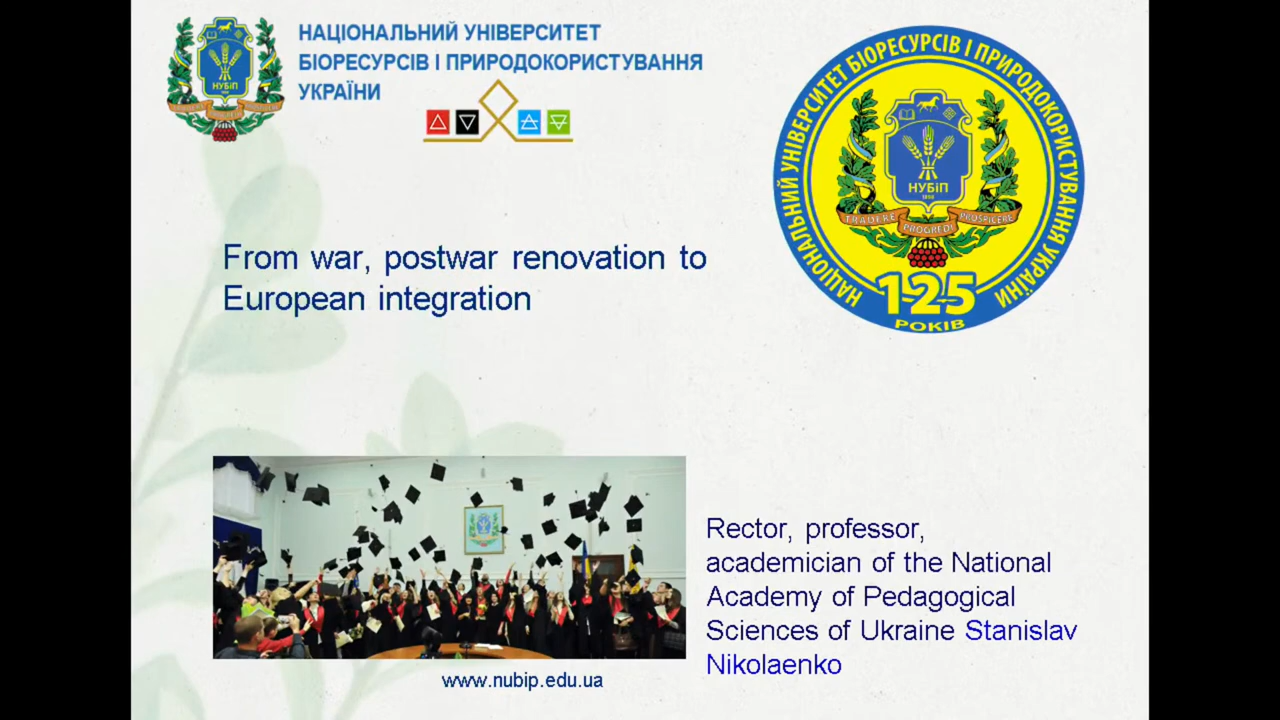 НАЦІОНАЛЬНИЙ УНІВЕРСИТЕТ
БІОРЕСУРСІВ І ПРИРОДОКОРИСТУВАННЯ
УКРАЇНИ
НУБіП
НАЦІОНАЛЬНИЙ УНІВЕРСИТЕТ БІОРЕСУРСІВ І ПРИРОДОКОРИСТУВАННЯ УКРАЇНИ
НУБіП
1898
TRADERE
PROGREDI
PROSPICERE
125
РОКІВ
From war, postwar renovation to
European integration
Rector, professor,
academician of the National
Academy of Pedagogical
Sciences of Ukraine Stanislav
Nikolaenko
www.nubip.edu.ua